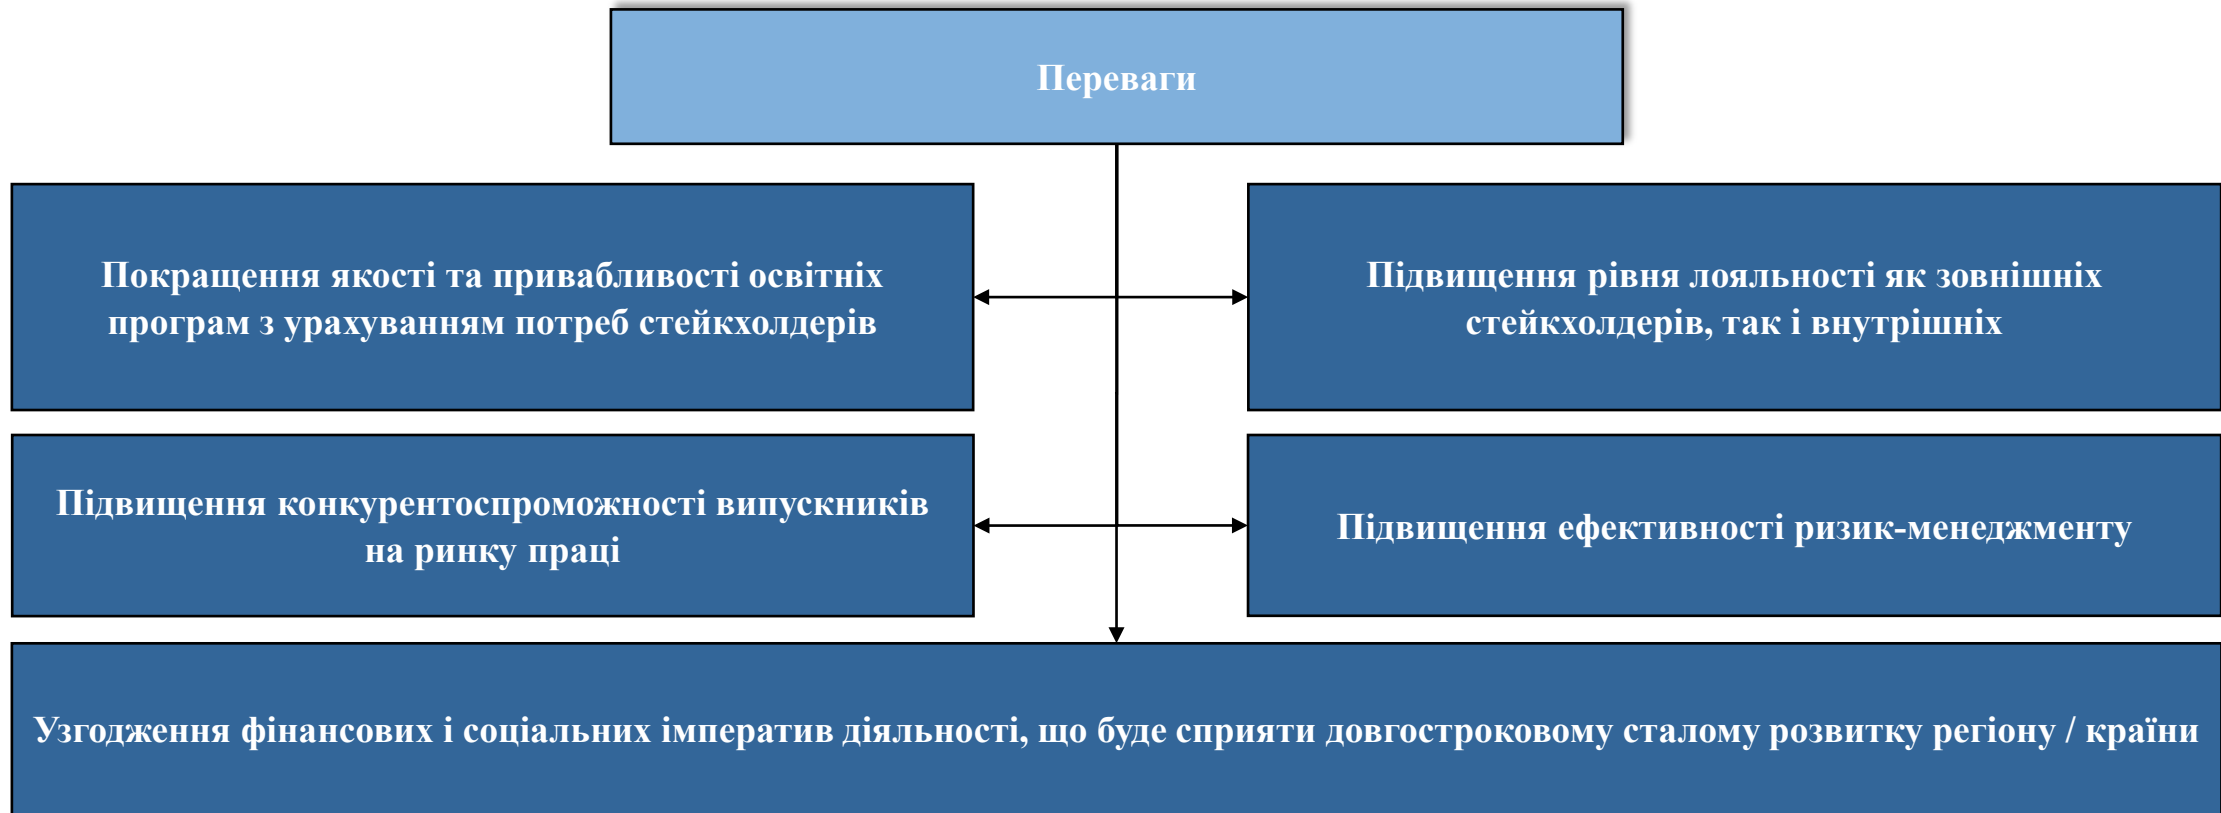 Переваги
Покращення якості та привабливості освітніх
програм з урахуванням потреб стейкхолдерів
Підвищення рівня лояльності як зовнішніх
стейкхолдерів, так і внутрішніх
Підвищення конкурентоспроможності випускників
на ринку праці
Підвищення ефективності ризик-менеджменту
Узгодження фінансових і соціальних імператив діяльності, що буде сприяти довгостроковому сталому розвитку регіону / країни